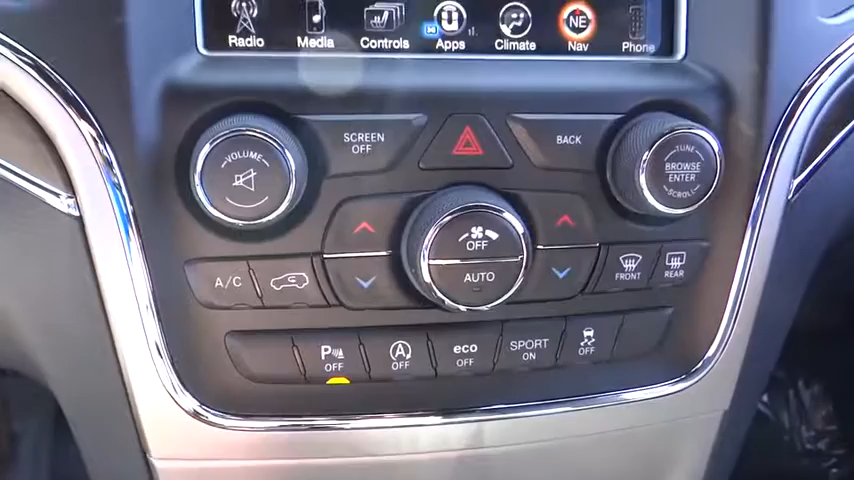 Radio Media Controls Apps Climate Nav Phone
NE
VOLUME
SCREEN
OFF
BACK
TUNE
BROWSE
ENTER
SCROLL
OFF
AUTO
A/C
FRONT
REAR
P
OFF
A
OFF
eco
OFF
SPORT
ON
OFF